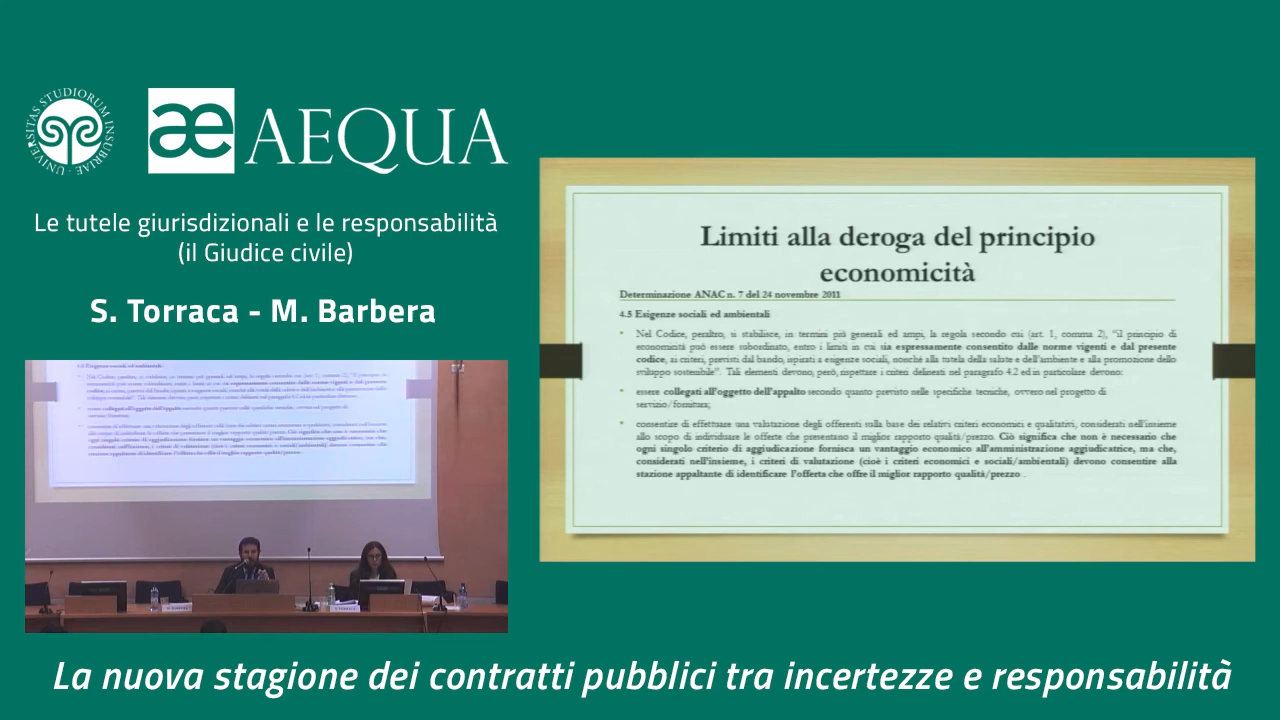 UNIVERSITAS STUDIORUM INSUBRIAE
æ AEQUA
Le tutele giurisdizionali e le responsabilità
(il Giudice civile)
S. Torraca - M. Barbera
Limiti alla deroga del principio
economicità
Determinazione ANAC n. 7 del 24 novembre 2011
4.5 Esigenze sociali ed ambientali
Nel Codice, peraltro, si stabilisce, in termini più generali ed ampi, la regola secondo cui (art. 1, comma 2), "il principio di
economicità può essere subordinato, entro i limiti in cui sia espressamente consentito dalle norme vigenti e dal presente
codice, ai criteri, previsti dal bando, ispirati a esigenze sociali, nonché alla tutela della salute e dell'ambiente e alla promozione dello
sviluppo sostenibile". Tali elementi devono, però, rispettare i criteri delineati nel paragrafo 4.2 ed in particolare devono:
essere collegati all'oggetto dell'appalto secondo quanto previsto nelle specifiche tecniche, ovvero nel progetto di
servizio/fornitura;
consentire di effettuare una valutazione degli offerenti sulla base dei relativi criteri economici e qualitativi, considerati nell'insieme
allo scopo di individuare le offerte che presentano il miglior rapporto qualità/prezzo. Ciò significa che non è necessario che
ogni singolo criterio di aggiudicazione fornisca un vantaggio economico all'amministrazione aggiudicatrice, ma che,
considerati nell'insieme, i criteri di valutazione (cioè i criteri economici e sociali/ambientali) devono consentire alla
stazione appaltante di identificare l'offerta che offre il miglior rapporto qualità/prezzo .
La nuova stagione dei contratti pubblici tra incertezze e responsabilità